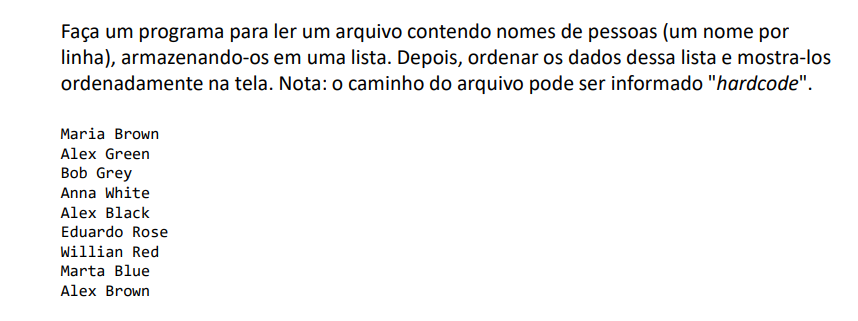 Faça um programa para ler um arquivo contendo nomes de pessoas (um nome por
linha), armazenando-os em uma lista. Depois, ordenar os dados dessa lista e mostra-los
ordenadamente na tela. Nota: o caminho do arquivo pode ser informado "hardcode".
Maria Brown
Alex Green
Bob Grey
Anna White
Alex Black
Eduardo Rose
Willian Red
Marta Blue
Alex Brown